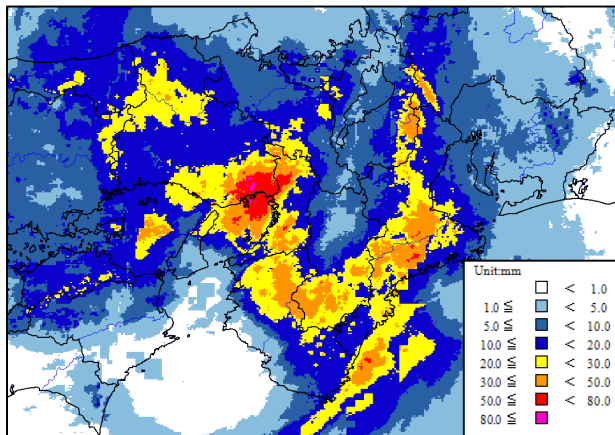 Unit:mm
< 1.0
1.0 ≦ < 5.0
5.0 ≦ < 10.0
10.0 ≦ < 20.0
20.0 ≦ < 30.0
30.0 ≦ < 50.0
50.0 ≦ < 80.0
80.0 ≦